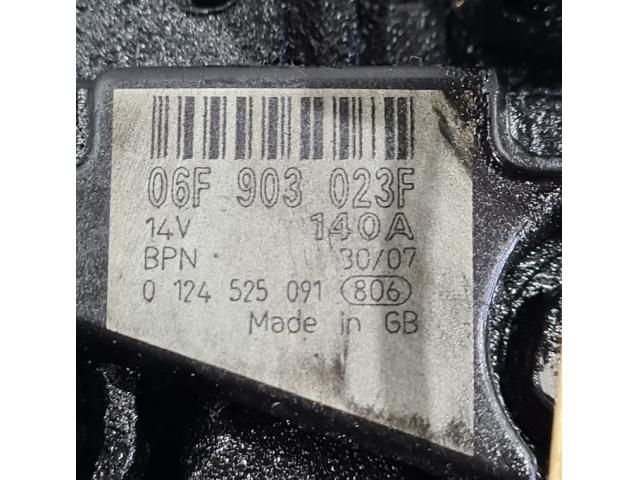 06F 903 023F
14V 140A
BPN 30/07
0 124 525 091 806
Made in GB